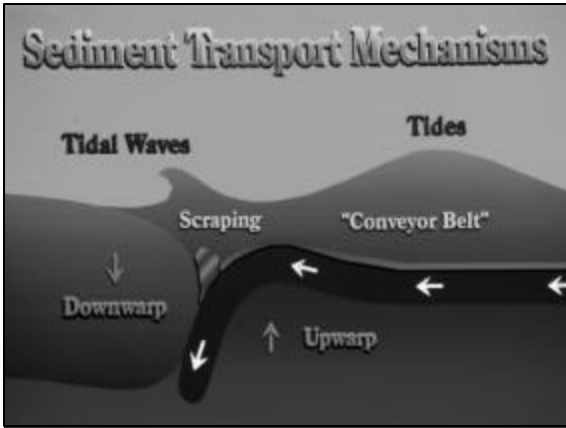 Sediment Transport Mechanisms
Tides
Tidal Waves
Scraping
"Conveyor Belt"
Downwarp
Upwarp